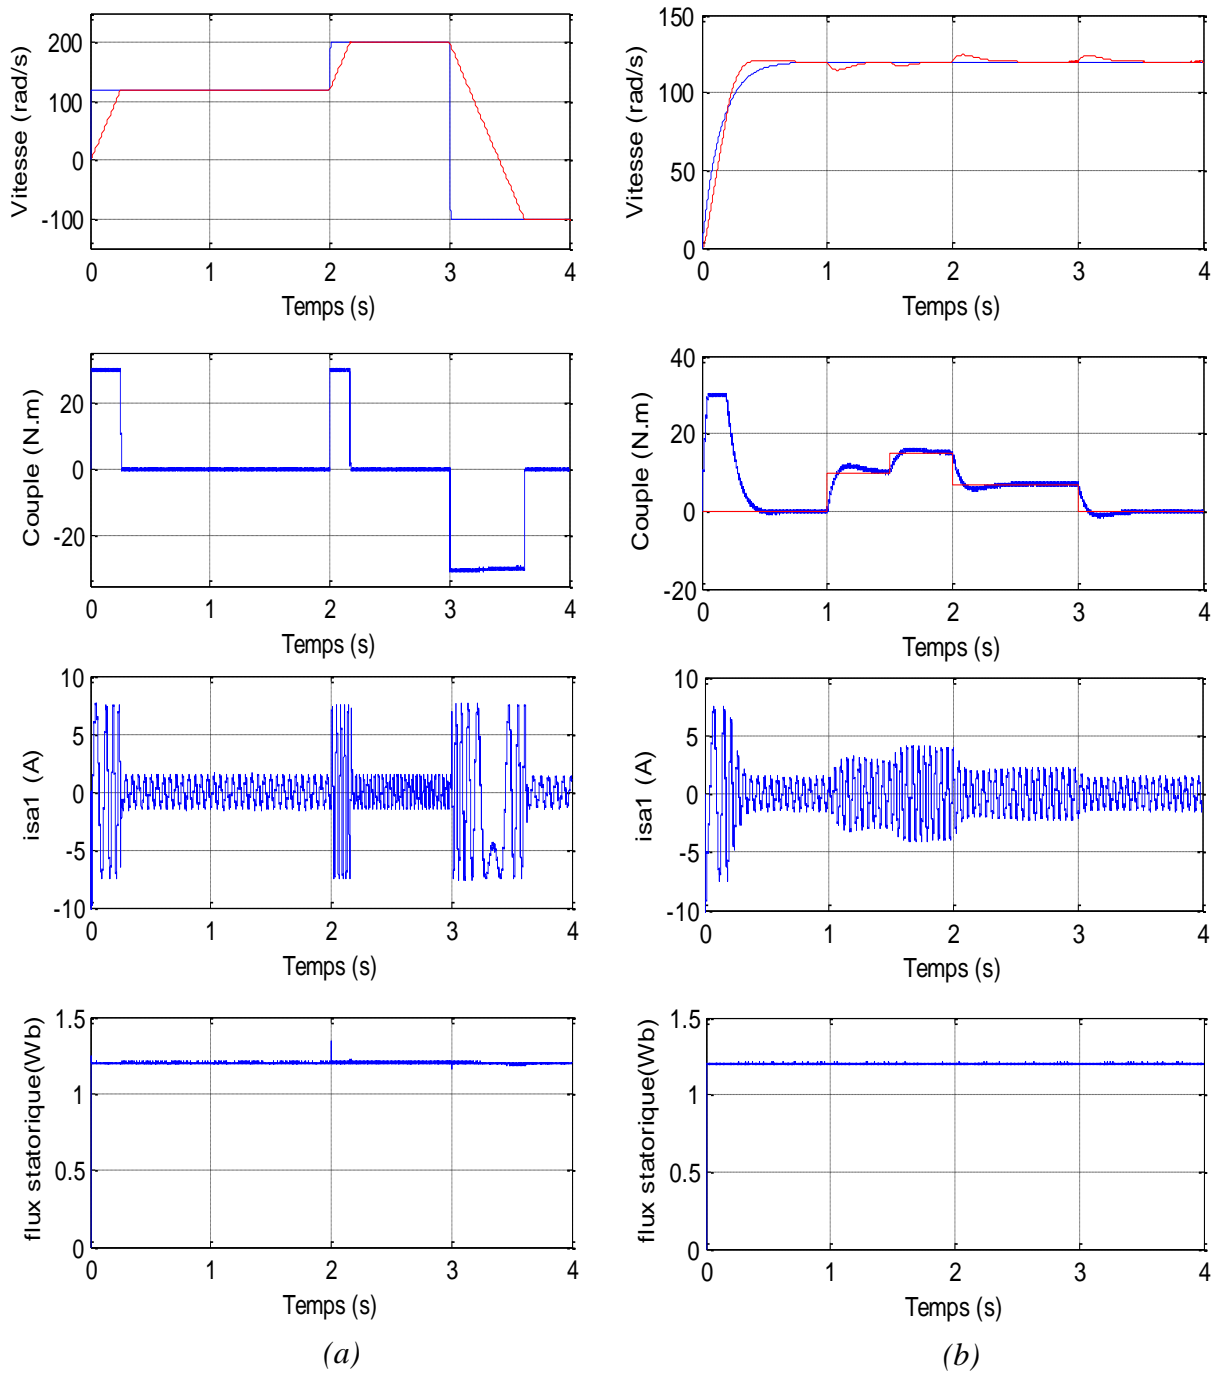 200
100
0
-100
Vitesse (rad/s)
0 1 2 3 4
Temps (s)
150
100
50
0
Vitesse (rad/s)
0 1 2 3 4
Temps (s)
20
0
-20
Couple (N.m)
0 1 2 3 4
Temps (s)
40
20
0
-20
Couple (N.m)
0 1 2 3 4
Temps (s)
10
5
0
-5
-10
isa1 (A)
0 1 2 3 4
Temps (s)
10
5
0
-5
-10
isa1 (A)
0 1 2 3 4
Temps (s)
1.5
1
0.5
0
flux statorique(Wb)
0 1 2 3 4
Temps (s)
1.5
1
0.5
0
flux statorique(Wb)
0 1 2 3 4
Temps (s)
(a)
(b)